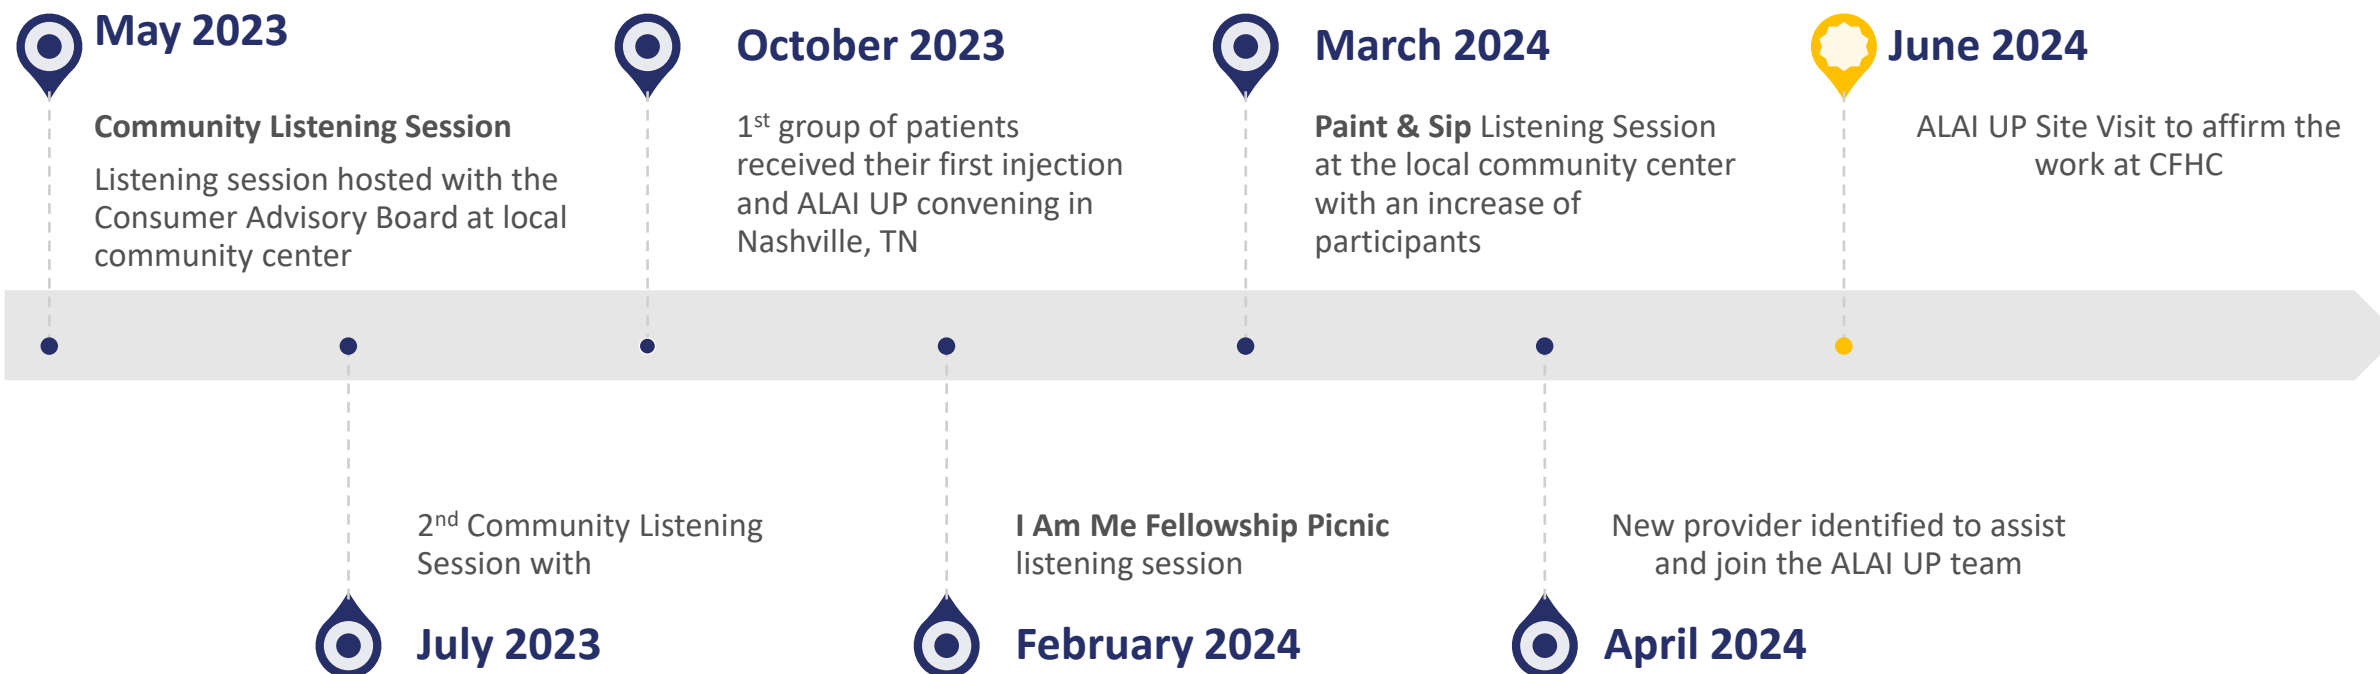 May 2023
Community Listening Session
Listening session hosted with the
Consumer Advisory Board at local
community center
October 2023
1st group of patients
received their first injection
and ALAI UP convening in
Nashville, TN
March 2024
Paint & Sip Listening Session
at the local community center
with an increase of
participants
June 2024
ALAI UP Site Visit to affirm the
work at CFHC
2nd Community Listening
Session with
July 2023
I Am Me Fellowship Picnic
listening session
February 2024
New provider identified to assist
and join the ALAI UP team
April 2024